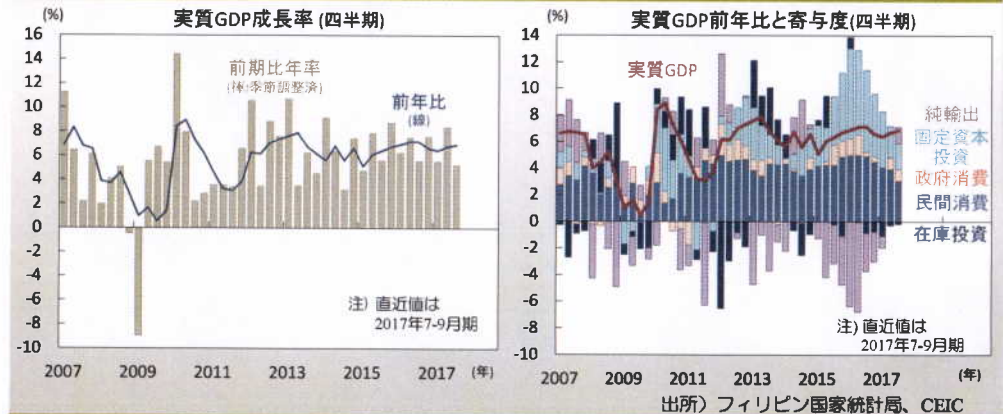 実質GDP成長率(四半期)
(%)
16
14
12
10
8
6
4
2
0
-2
-4
-6
-8
-10
前期比年率
(棒:季節調整済)
前年比
(線)
注) 直近値は
2017年7-9月期
2007
2009
2011
2013
2015
2017
(年)
実質GDP前年比と寄与度(四半期)
(%)
14
12
10
8
6
4
2
0
-2
-4
-6
-8
-10
実質GDP
純輸出
固定資本
投資
政府消費
民間消費
在庫投資
注) 直近値は
2017年7-9月期
2007
2009
2011
2013
2015
2017
(年)
出所）フィリピン国家統計局、CEIC